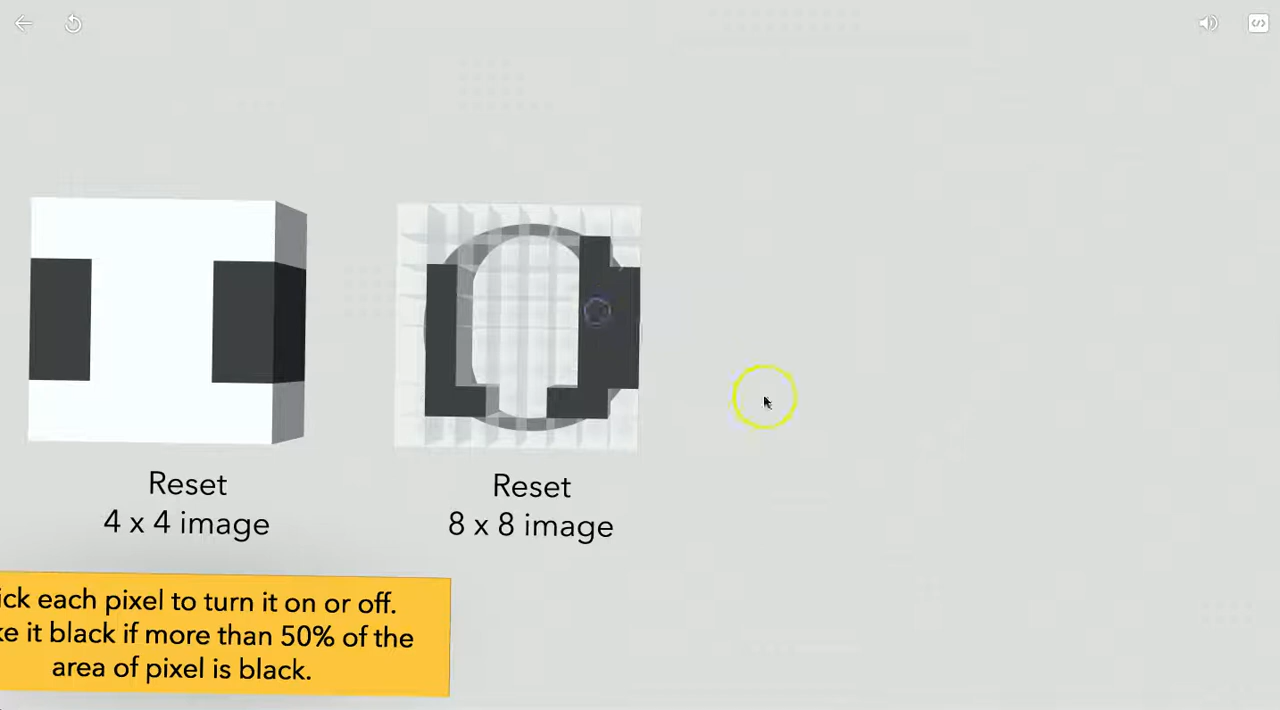 Reset
4 x 4 image
Reset
8 x 8 image
ick each pixel to turn it on or off.
ke it black if more than 50% of the
area of pixel is black.